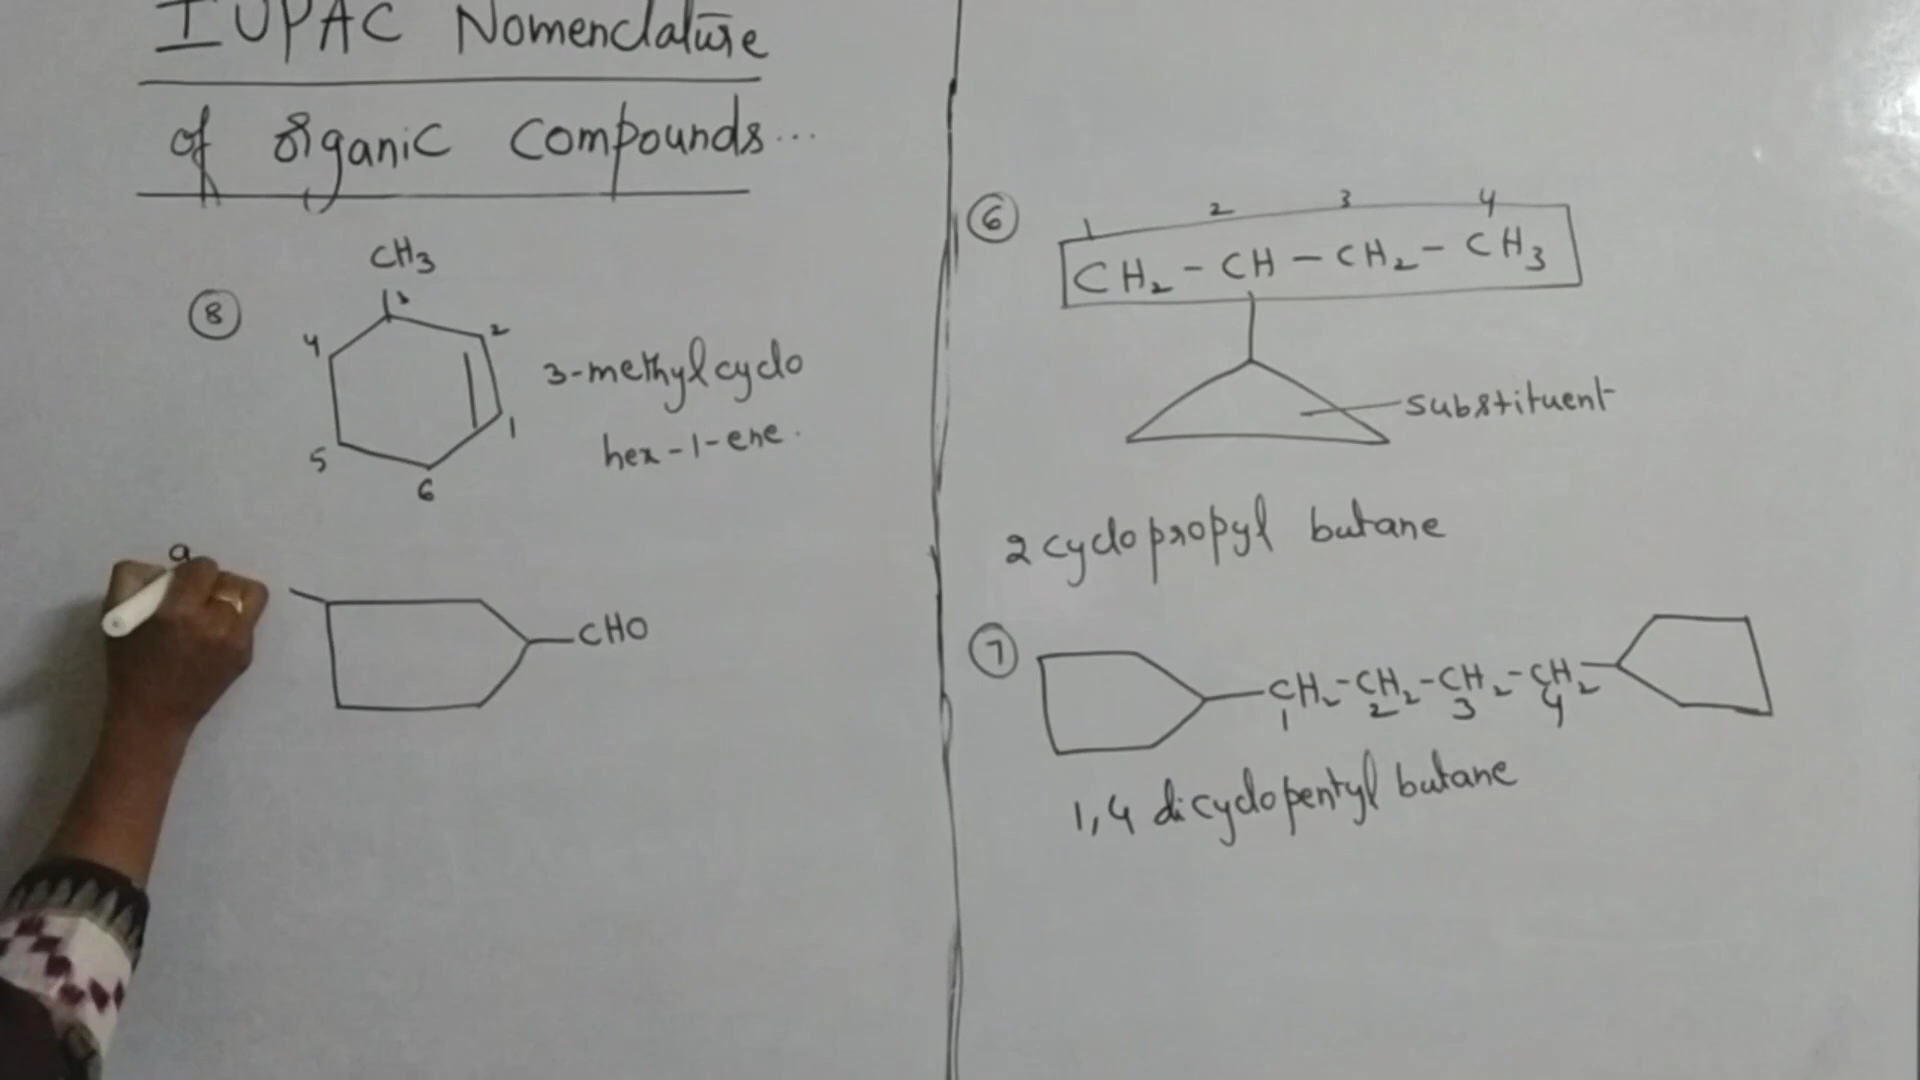 IUPAC Nomenclature
of organic compounds...
8
CH3
3
4
2
5
1
6
3-methylcyclo
hex-1-ene.
9
CHO
6
1 2 3 4
CH2 - CH - CH2 - CH3
substituent
2 cyclopropyl butane
7
CH2-CH2-CH2-CH2
1 2 3 4
1,4 dicyclopentyl butane